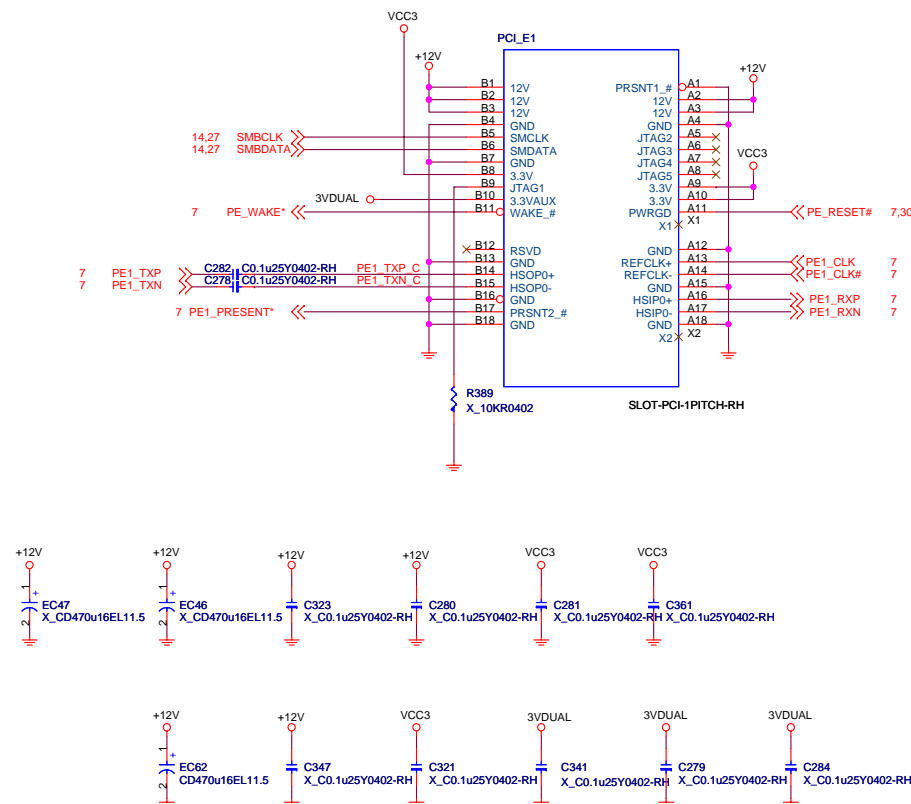 VCC3
PCI_E1
+12V
+12V
B1 12V PRSNT1_# A1
B2 12V 12V A2
B3 12V 12V A3
B4 GND GND A4
14,27 SMBCLK B5 SMCLK JTAG2 A5
14,27 SMBDATA B6 SMDATA JTAG3 A6
B7 GND JTAG4 A7
VCC3
B8 3.3V JTAG5 A8
B9 JTAG1 3.3V A9
3VDUAL B10 3.3VAUX 3.3V A10
7 PE_WAKE* B11 WAKE_# PWRGD A11 PE_RESET# 7,30
X1 X1
B12 RSVD GND A12
B13 GND REFCLK+ A13 PE1_CLK 7
7 PE1_TXP C282 C0.1u25Y0402-RH PE1_TXP_C B14 HSOP0+ REFCLK- A14 PE1_CLK# 7
7 PE1_TXN C278 C0.1u25Y0402-RH PE1_TXN_C B15 HSOP0- GND A15
B16 GND HSIP0+ A16 PE1_RXP 7
7 PE1_PRESENT* B17 PRSNT2_# HSIP0- A17 PE1_RXN 7
B18 GND GND A18
X2 X2
R389
X_10KR0402
SLOT-PCI-1PITCH-RH
+12V +12V +12V +12V VCC3 VCC3
1 + 1 +
EC47 EC46 C323 C280 C281 C361
X_CD470u16EL11.5 X_CD470u16EL11.5 X_C0.1u25Y0402-RH X_C0.1u25Y0402-RH X_C0.1u25Y0402-RH X_C0.1u25Y0402-RH
2 2
+12V +12V VCC3 3VDUAL 3VDUAL 3VDUAL
1 +
EC62 C347 C321 C341 C279 C284
CD470u16EL11.5 X_C0.1u25Y0402-RH X_C0.1u25Y0402-RH X_C0.1u25Y0402-RH X_C0.1u25Y0402-RH X_C0.1u25Y0402-RH
2